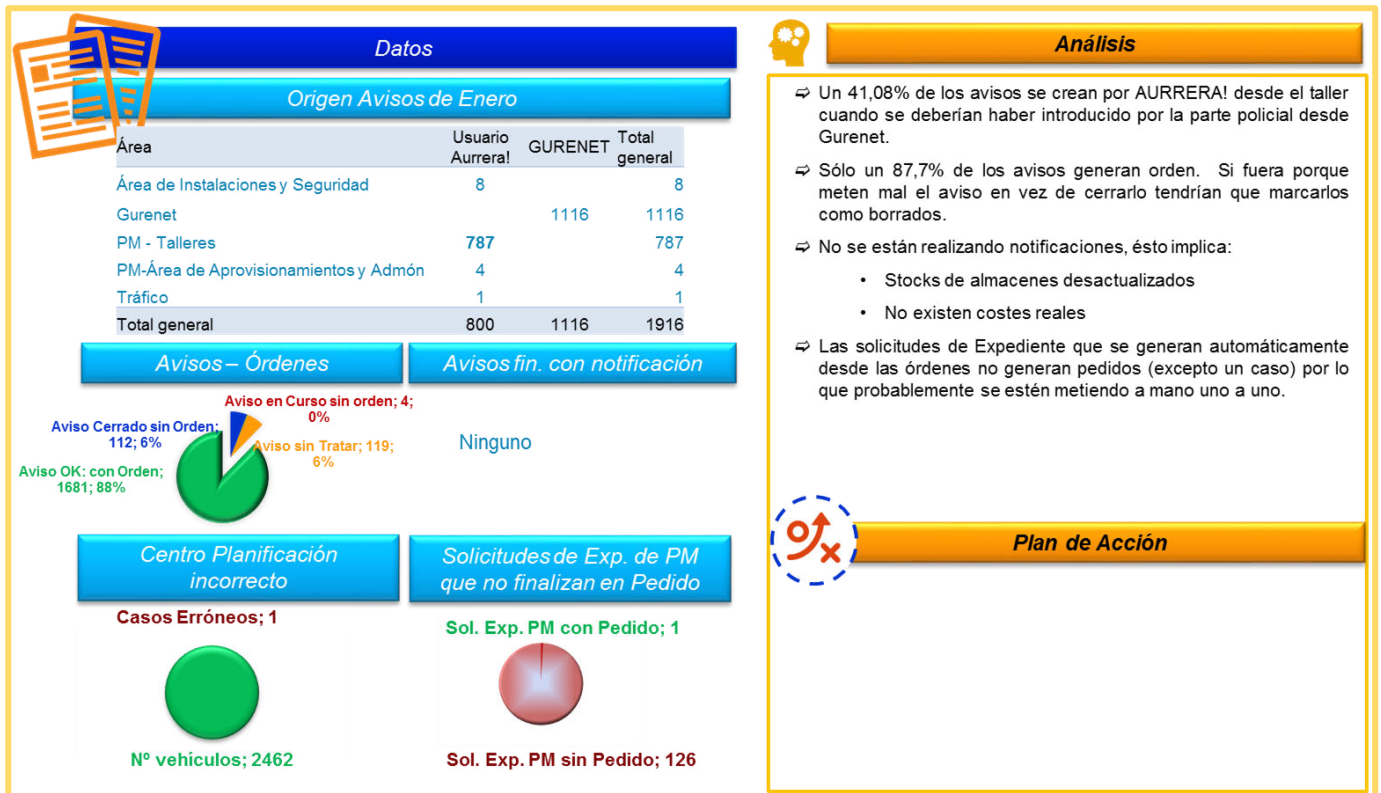 Datos
Origen Avisos de Enero
Área Usuario Aurrera! GURENET Total general
Área de Instalaciones y Seguridad 8 8
Gurenet 1116 1116
PM - Talleres 787 787
PM-Área de Aprovisionamientos y Admón 4 4
Tráfico 1 1
Total general 800 1116 1916
Avisos – Órdenes
Aviso en Curso sin orden; 4;
0%
Aviso Cerrado sin Orden;
112; 6%
Aviso sin Tratar; 119;
6%
Aviso OK: con Orden;
1681; 88%
Avisos fin. con notificación
Ninguno
Centro Planificación
incorrecto
Casos Erróneos; 1
Nº vehículos; 2462
Solicitudes de Exp. de PM
que no finalizan en Pedido
Sol. Exp. PM con Pedido; 1
Sol. Exp. PM sin Pedido; 126
Análisis
⇨ Un 41,08% de los avisos se crean por AURRERA! desde el taller
cuando se deberían haber introducido por la parte policial desde
Gurenet.
⇨ Sólo un 87,7% de los avisos generan orden. Si fuera porque
meten mal el aviso en vez de cerrarlo tendrían que marcarlos
como borrados.
⇨ No se están realizando notificaciones, ésto implica:
• Stocks de almacenes desactualizados
• No existen costes reales
⇨ Las solicitudes de Expediente que se generan automáticamente
desde las órdenes no generan pedidos (excepto un caso) por lo
que probablemente se estén metiendo a mano uno a uno.
Plan de Acción